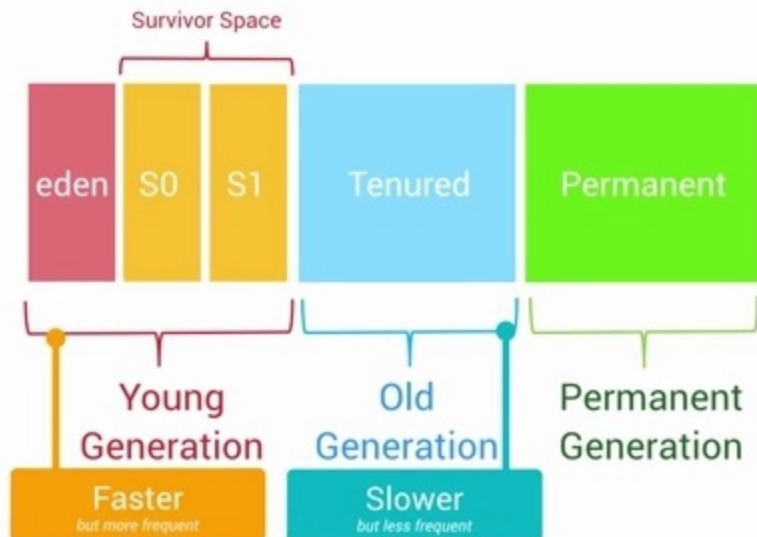 Survivor Space
eden
S0
S1
Tenured
Permanent
Young
Generation
Old
Generation
Permanent
Generation
Faster
but more frequent
Slower
but less frequent